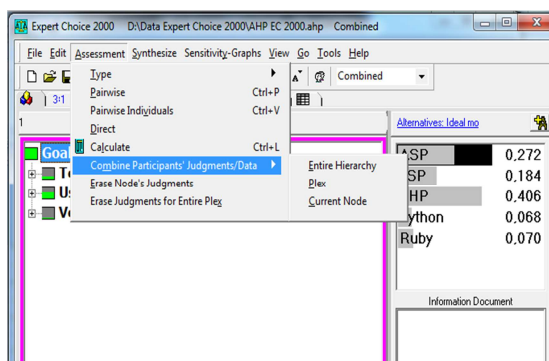 Expert Choice 2000 D:\Data Expert Choice 2000\AHP EC 2000.ahp Combined
File Edit Assessment Synthesize Sensitivity-Graphs View Go Tools Help
Combined
3:1
Type
Pairwise Ctrl+P
Pairwise Individuals Ctrl+V
Direct
Calculate Ctrl+L
Combine Participants' Judgments/Data
Erase Node's Judgments
Erase Judgments for Entire Plex
Entire Hierarchy
Plex
Current Node
1
Goa
T
U
V
Alternatives: Ideal mo
ASP 0,272
SP 0,184
HP 0,406
ython 0,068
Ruby 0,070
Information Document